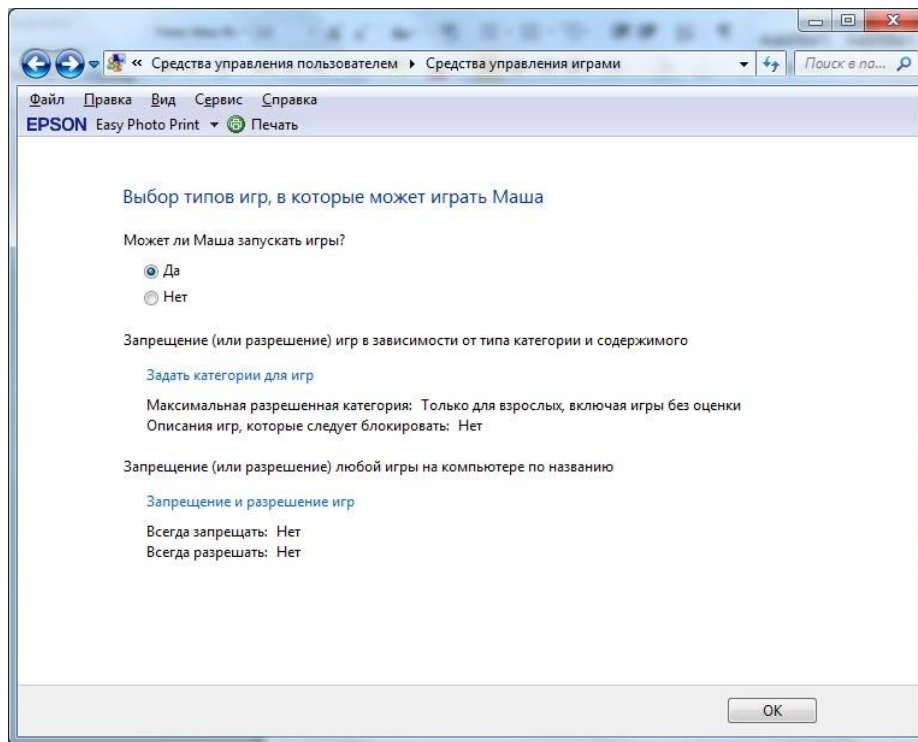 « Средства управления пользователем ▸ Средства управления играми Поиск в па...
Файл Правка Вид Сервис Справка
EPSON Easy Photo Print Печать
Выбор типов игр, в которые может играть Маша
Может ли Маша запускать игры?
Да
Нет
Запрещение (или разрешение) игр в зависимости от типа категории и содержимого
Задать категории для игр
Максимальная разрешенная категория: Только для взрослых, включая игры без оценки
Описания игр, которые следует блокировать: Нет
Запрещение (или разрешение) любой игры на компьютере по названию
Запрещение и разрешение игр
Всегда запрещать: Нет
Всегда разрешать: Нет
OK